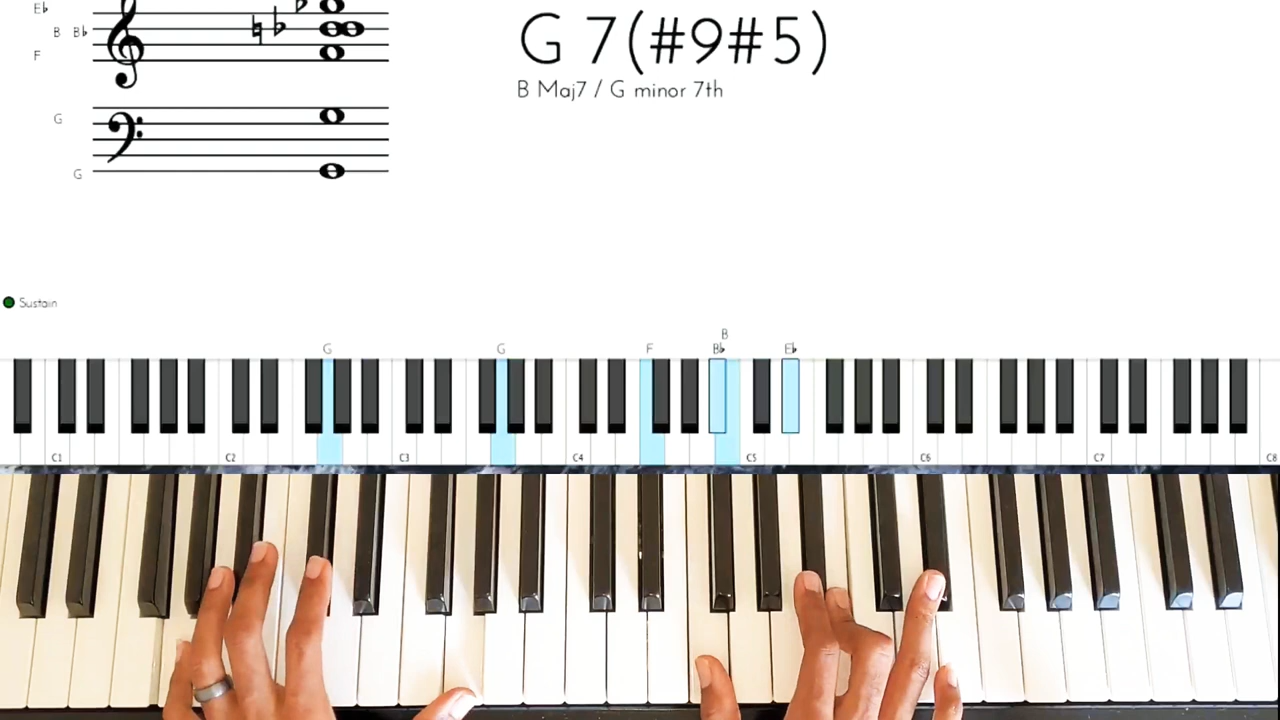 E♭
B B♭
F
G
G
G 7(#9#5)
B Maj7 / G minor 7th
Sustain
B
G G F B♭ E♭
C1 C2 C3 C4 C5 C6 C7 C8